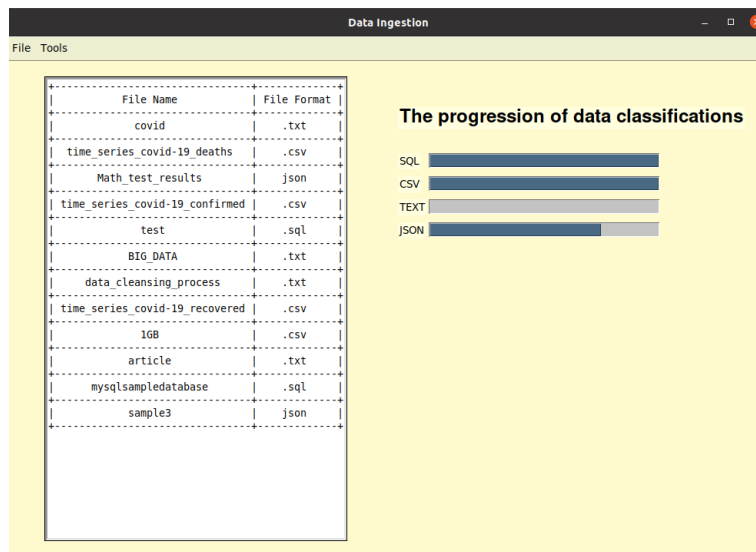 Data Ingestion
File Tools
File Name | File Format
covid | .txt
time_series_covid-19_deaths | .csv
Math_test_results | json
time_series_covid-19_confirmed | .csv
test | .sql
BIG_DATA | .txt
data_cleansing_process | .txt
time_series_covid-19_recovered | .csv
1GB | .csv
article | .txt
mysqlsampledatabase | .sql
sample3 | json
The progression of data classifications
SQL
CSV
TEXT
JSON